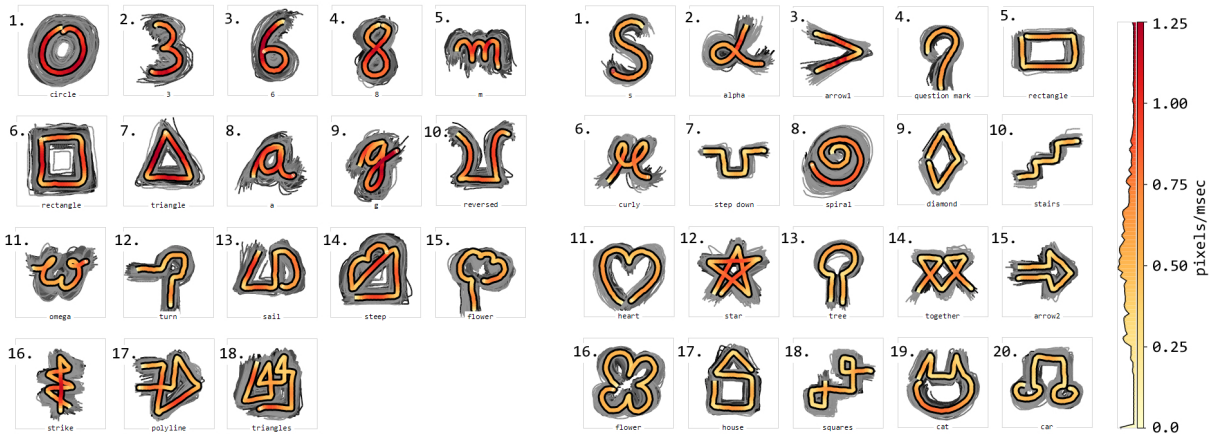 1. 2. 3. 4. 5.
circle 3 6 8 m
6. 7. 8. 9. 10.
rectangle triangle a g reversed
11. 12. 13. 14. 15.
omega turn sail steep flower
16. 17. 18.
strike polyline triangles
1. 2. 3. 4. 5.
s alpha arrow1 question mark rectangle
6. 7. 8. 9. 10.
curly step down spiral diamond stairs
11. 12. 13. 14. 15.
heart star tree together arrow2
16. 17. 18. 19. 20.
flower house squares cat car
1.25
1.00
0.75
0.50
0.25
0.0
pixels/msec